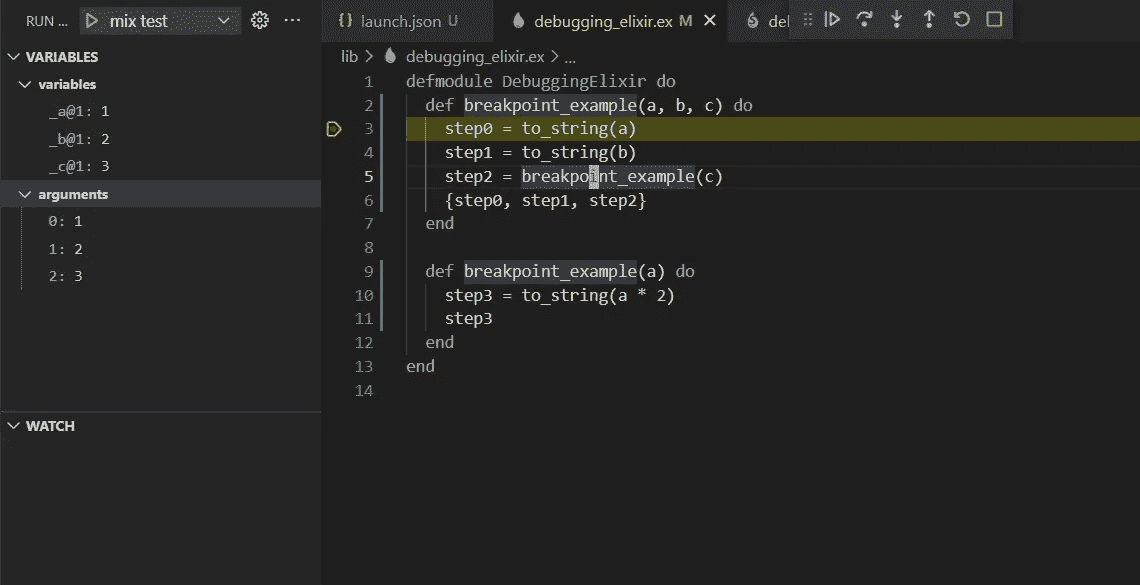 RUN ... mix test ...
{} launch.json U debugging_elixir.ex M de
VARIABLES
variables
_a@1: 1
_b@1: 2
_c@1: 3
arguments
0: 1
1: 2
2: 3
WATCH
lib > debugging_elixir.ex > ...
1 defmodule DebuggingElixir do
2 def breakpoint_example(a, b, c) do
3 step0 = to_string(a)
4 step1 = to_string(b)
5 step2 = breakpoint_example(c)
6 {step0, step1, step2}
7 end
8
9 def breakpoint_example(a) do
10 step3 = to_string(a * 2)
11 step3
12 end
13 end
14